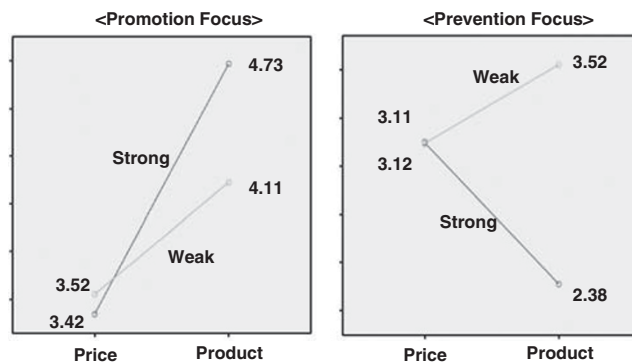 <Promotion Focus>
4.73
Strong
4.11
Weak
3.52
3.42
Price
Product
<Prevention Focus>
Weak
3.52
3.11
3.12
Strong
2.38
Price
Product